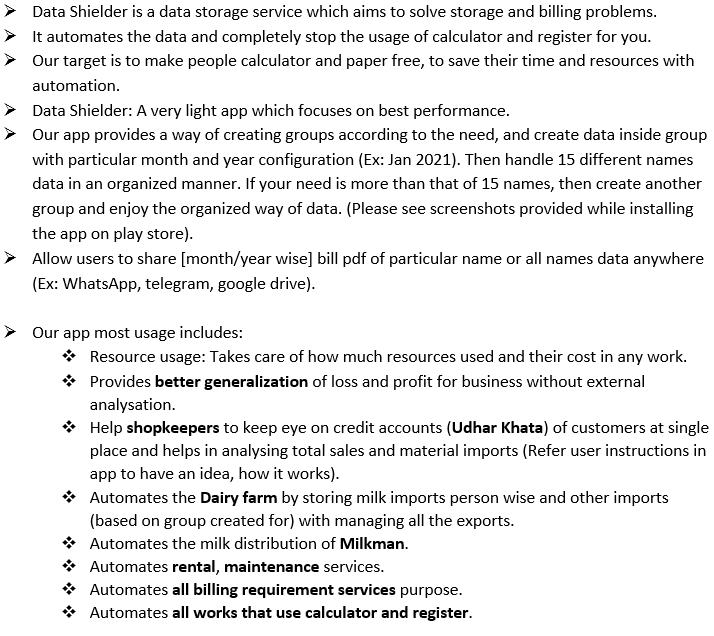 ➢ Data Shielder is a data storage service which aims to solve storage and billing problems.
➢ It automates the data and completely stop the usage of calculator and register for you.
➢ Our target is to make people calculator and paper free, to save their time and resources with
automation.
➢ Data Shielder: A very light app which focuses on best performance.
➢ Our app provides a way of creating groups according to the need, and create data inside group
with particular month and year configuration (Ex: Jan 2021). Then handle 15 different names
data in an organized manner. If your need is more than that of 15 names, then create another
group and enjoy the organized way of data. (Please see screenshots provided while installing
the app on play store).
➢ Allow users to share [month/year wise] bill pdf of particular name or all names data anywhere
(Ex: WhatsApp, telegram, google drive).
➢ Our app most usage includes:
❖ Resource usage: Takes care of how much resources used and their cost in any work.
❖ Provides better generalization of loss and profit for business without external
analysation.
❖ Help shopkeepers to keep eye on credit accounts (Udhar Khata) of customers at single
place and helps in analysing total sales and material imports (Refer user instructions in
app to have an idea, how it works).
❖ Automates the Dairy farm by storing milk imports person wise and other imports
(based on group created for) with managing all the exports.
❖ Automates the milk distribution of Milkman.
❖ Automates rental, maintenance services.
❖ Automates all billing requirement services purpose.
❖ Automates all works that use calculator and register.